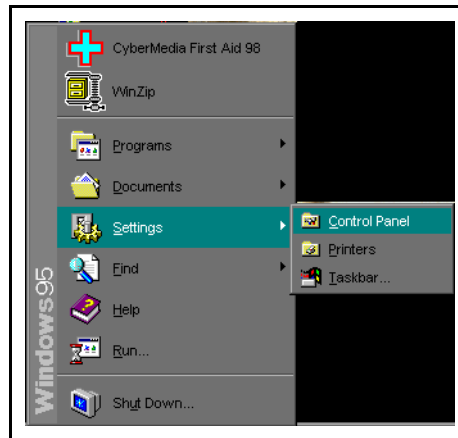 CyberMedia First Aid 98
WinZip
Programs
Documents
Settings
Control Panel
Printers
Taskbar...
Find
Help
Run...
Shut Down...
Windows95